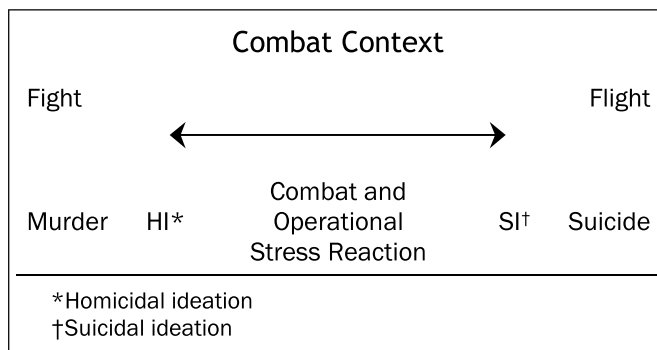 Combat Context
Fight Flight
Combat and
Operational
Stress Reaction
Murder HI* SI† Suicide
*Homicidal ideation
†Suicidal ideation